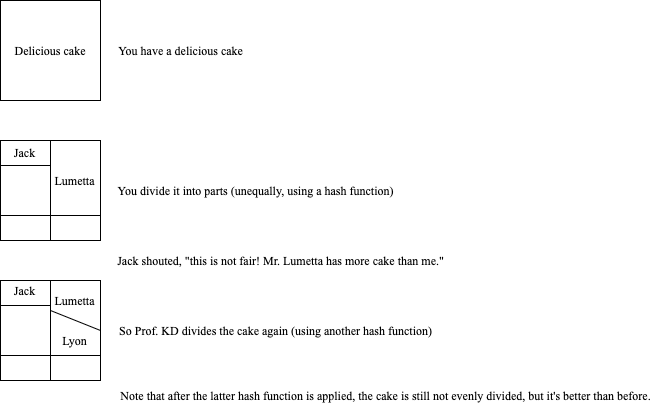 Delicious cake
You have a delicious cake
Jack
Lumetta
You divide it into parts (unequally, using a hash function)
Jack shouted, "this is not fair! Mr. Lumetta has more cake than me."
Jack
Lumetta
So Prof. KD divides the cake again (using another hash function)
Lyon
Note that after the latter hash function is applied, the cake is still not evenly divided, but it's better than before.